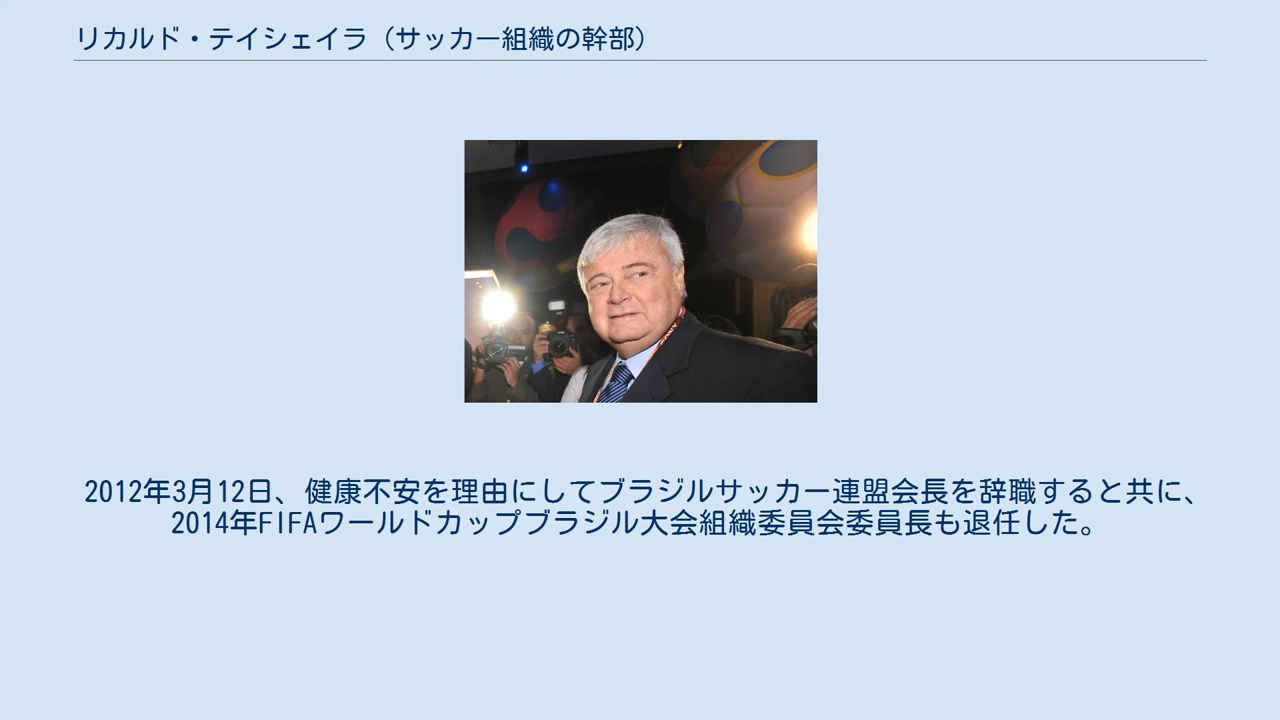 リカルド・テイシェイラ（サッカー組織の幹部）
2012年3月12日、健康不安を理由にしてブラジルサッカー連盟会長を辞職すると共に、
2014年FIFAワールドカップブラジル大会組織委員会委員長も退任した。